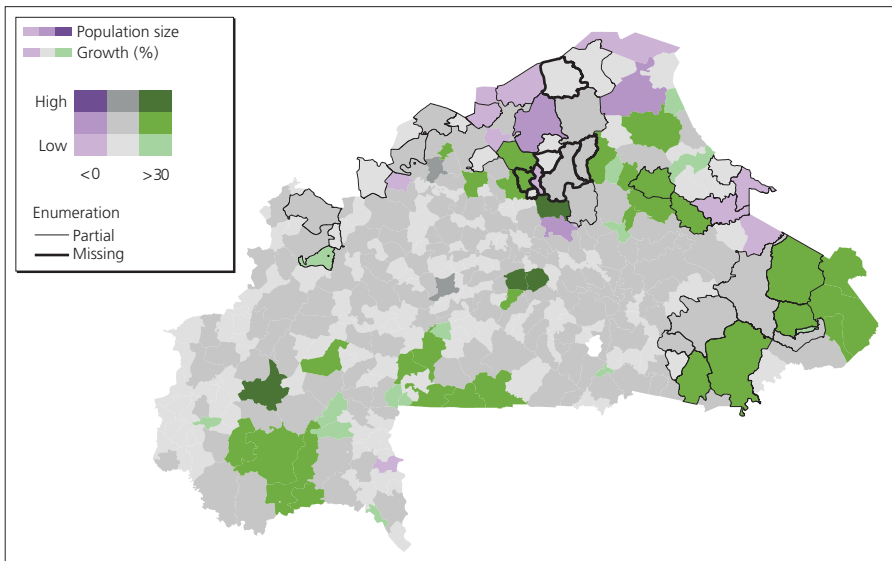 Population size
Growth (%)
High
Low
<0
>30
Enumeration
Partial
Missing